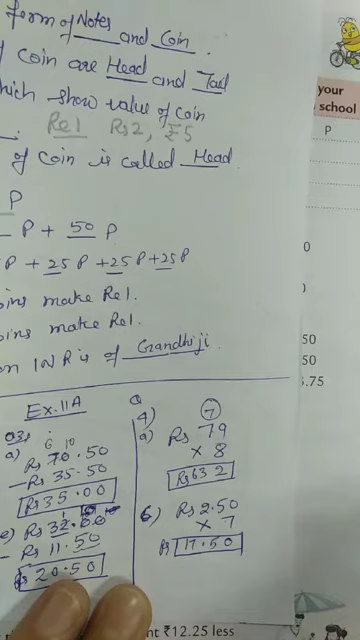 Form of Notes and Coin.
Coin are Head and Tail
which show value of Coin
Re1 Rs2, ₹5
of Coin is called Head
P
P + 50 P
P + 25 P + 25 P + 25 P
coins make Re1.
coins make Re1.
on INR is of Gandhiji
Ex. 11A
Q3.
a) Rs 70.50
- Rs 35.50
Rs 35.00
e) Rs 32.00
- Rs 11.50
Rs 20.50
Q
4)
a) Rs 79
× 8
Rs 632
7
6) Rs 2.50
× 7
Rs 17.50
your
school
P
0
50
50
3.75
nt ₹12.25 less